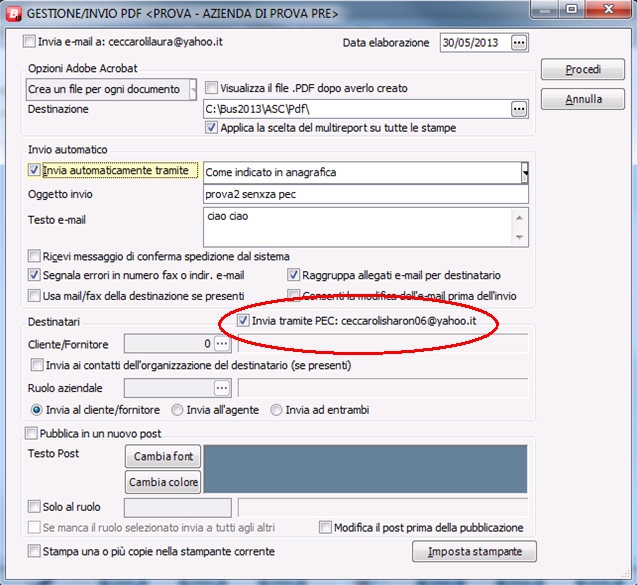 GESTIONE/INVIO PDF <PROVA - AZIENDA DI PROVA PRE>
Invia e-mail a: ceccarolilaura@yahoo.it
Data elaborazione 30/05/2013 ...
Opzioni Adobe Acrobat
Crea un file per ogni documento
Visualizza il file .PDF dopo averlo creato
Procedi
Destinazione C:\Bus2013\ASC\Pdf\ ...
Annulla
Applica la scelta del multireport su tutte le stampe
Invio automatico
Invia automaticamente tramite Come indicato in anagrafica
Oggetto invio prova2 senxza pec
Testo e-mail ciao ciao
Ricevi messaggio di conferma spedizione dal sistema
Segnala errori in numero fax o indir. e-mail Raggruppa allegati e-mail per destinatario
Usa mail/fax della destinazione se presenti Consenti la modifica dell'e-mail prima dell'invio
Destinatari Invia tramite PEC: ceccarolisharon06@yahoo.it
Cliente/Fornitore 0 ...
Invia ai contatti dell'organizzazione del destinatario (se presenti)
Ruolo aziendale ...
Invia al cliente/fornitore Invia all'agente Invia ad entrambi
Pubblica in un nuovo post
Testo Post Cambia font
Cambia colore
Solo al ruolo
Se manca il ruolo selezionato invia a tutti agli altri Modifica il post prima della pubblicazione
Stampa una o più copie nella stampante corrente Imposta stampante